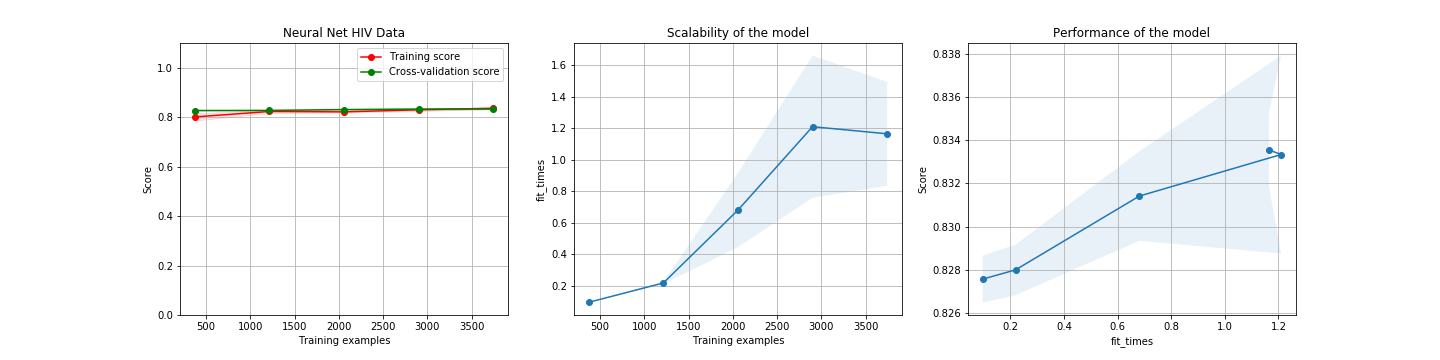 Neural Net HIV Data
Training score
Cross-validation score
1.0
0.8
0.6
0.4
0.2
0.0
Score
500 1000 1500 2000 2500 3000 3500
Training examples
Scalability of the model
1.6
1.4
1.2
1.0
0.8
0.6
0.4
0.2
fit_times
500 1000 1500 2000 2500 3000 3500
Training examples
Performance of the model
0.838
0.836
0.834
0.832
0.830
0.828
0.826
Score
0.2 0.4 0.6 0.8 1.0 1.2
fit_times